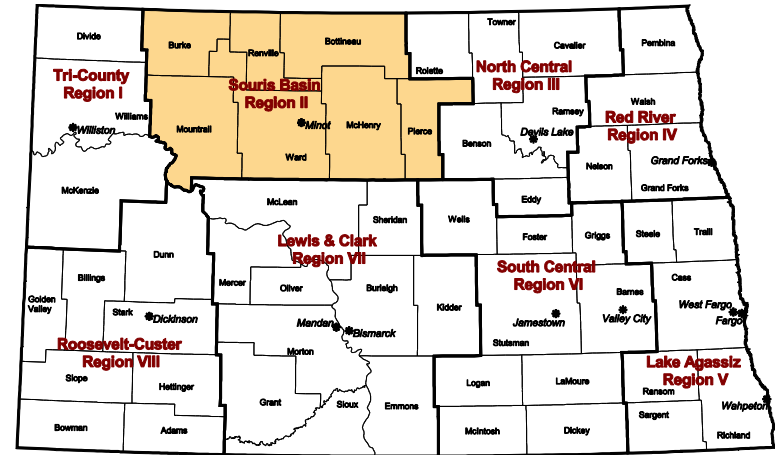 Divide
Burke
Renville
Bottineau
Rolette
Towner
Cavalier
Pembina
Tri-County
Region I
Williams
Williston
McKenzie
Souris Basin
Region II
Mountrail
Minot
Ward
McHenry
Pierce
North Central
Region III
Ramsey
Benson
Devils Lake
Eddy
Walsh
Red River
Region IV
Nelson
Grand Forks
Grand Forks
McLean
Sheridan
Lewis & Clark
Region VII
Mercer
Oliver
Burleigh
Kidder
Mandan
Bismarck
Morton
Grant
Sioux
Emmons
Wells
Foster
Griggs
South Central
Region VI
Barnes
Jamestown
Valley City
Stutsman
Logan
LaMoure
McIntosh
Dickey
Steele
Traill
Cass
West Fargo
Fargo
Lake Agassiz
Region V
Ransom
Sargent
Wahpeton
Richland
Dunn
Billings
Golden
Valley
Stark
Dickinson
Roosevelt-Custer
Region VIII
Slope
Hettinger
Bowman
Adams